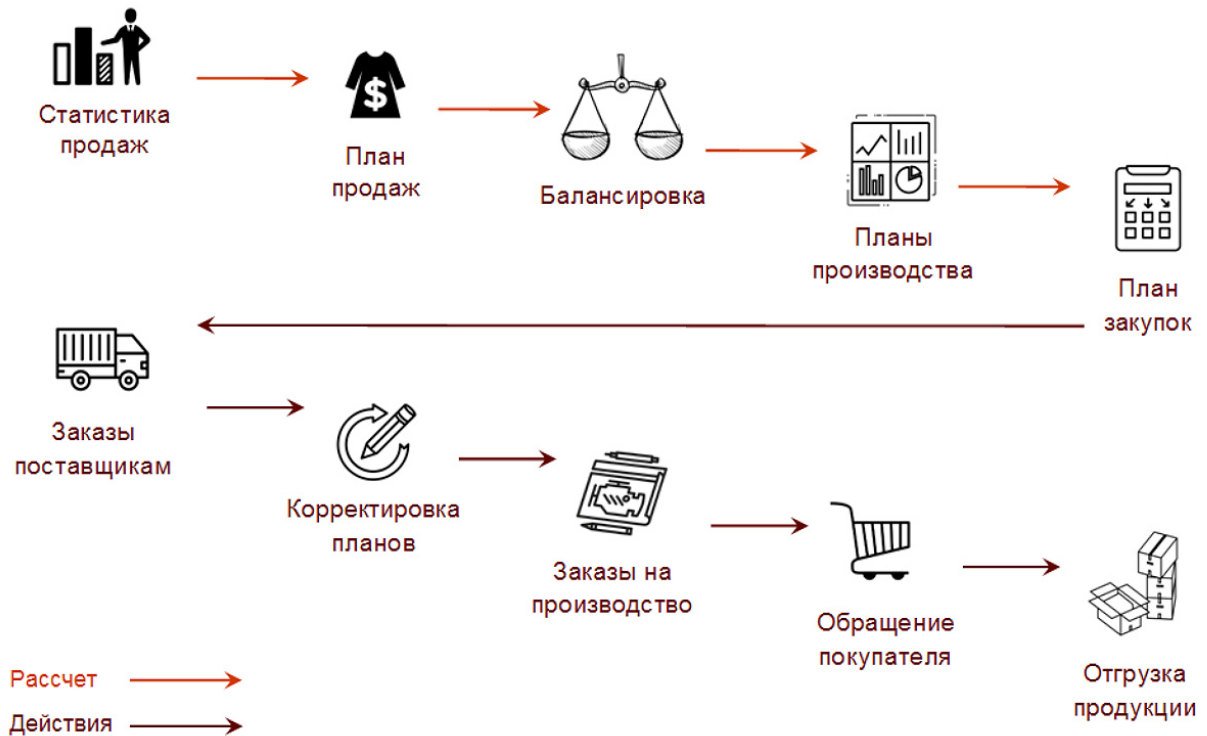 Статистика
продаж
План
продаж
Балансировка
Планы
производства
План
закупок
Заказы
поставщикам
Корректировка
планов
Заказы на
производство
Обращение
покупателя
Отгрузка
продукции
Рассчет
Действия